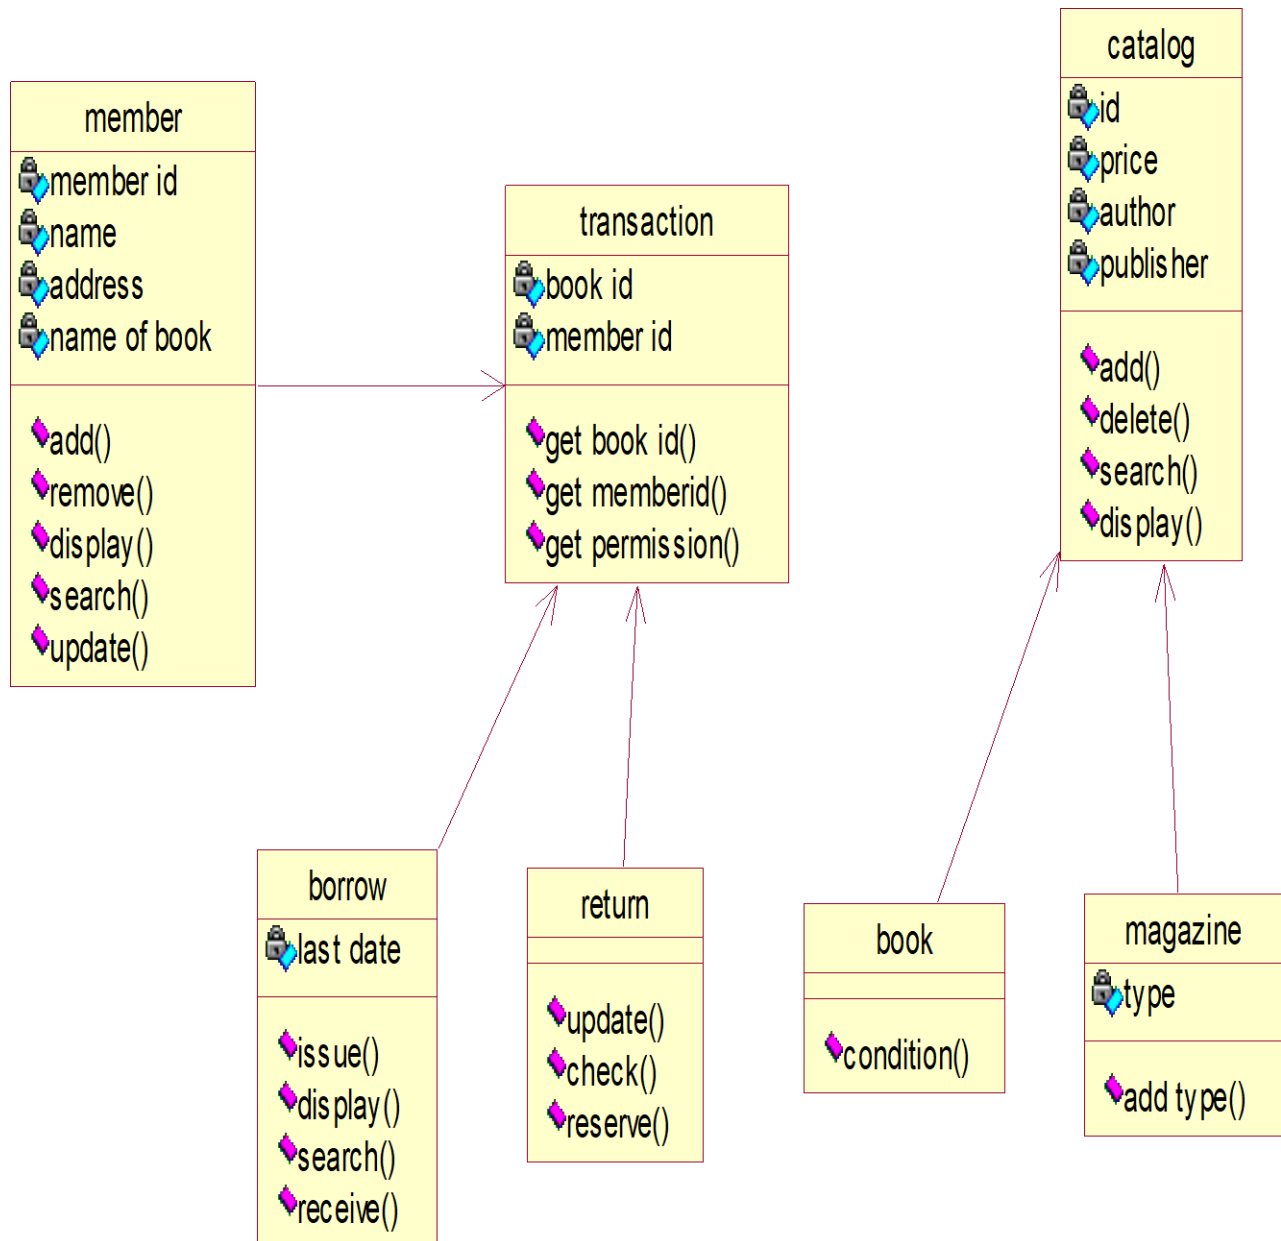 member
member id
name
address
name of book
add()
remove()
display()
search()
update()
transaction
book id
member id
get book id()
get memberid()
get permission()
catalog
id
price
author
publisher
add()
delete()
search()
display()
borrow
last date
issue()
display()
search()
receive()
return
update()
check()
reserve()
book
condition()
magazine
type
add type()